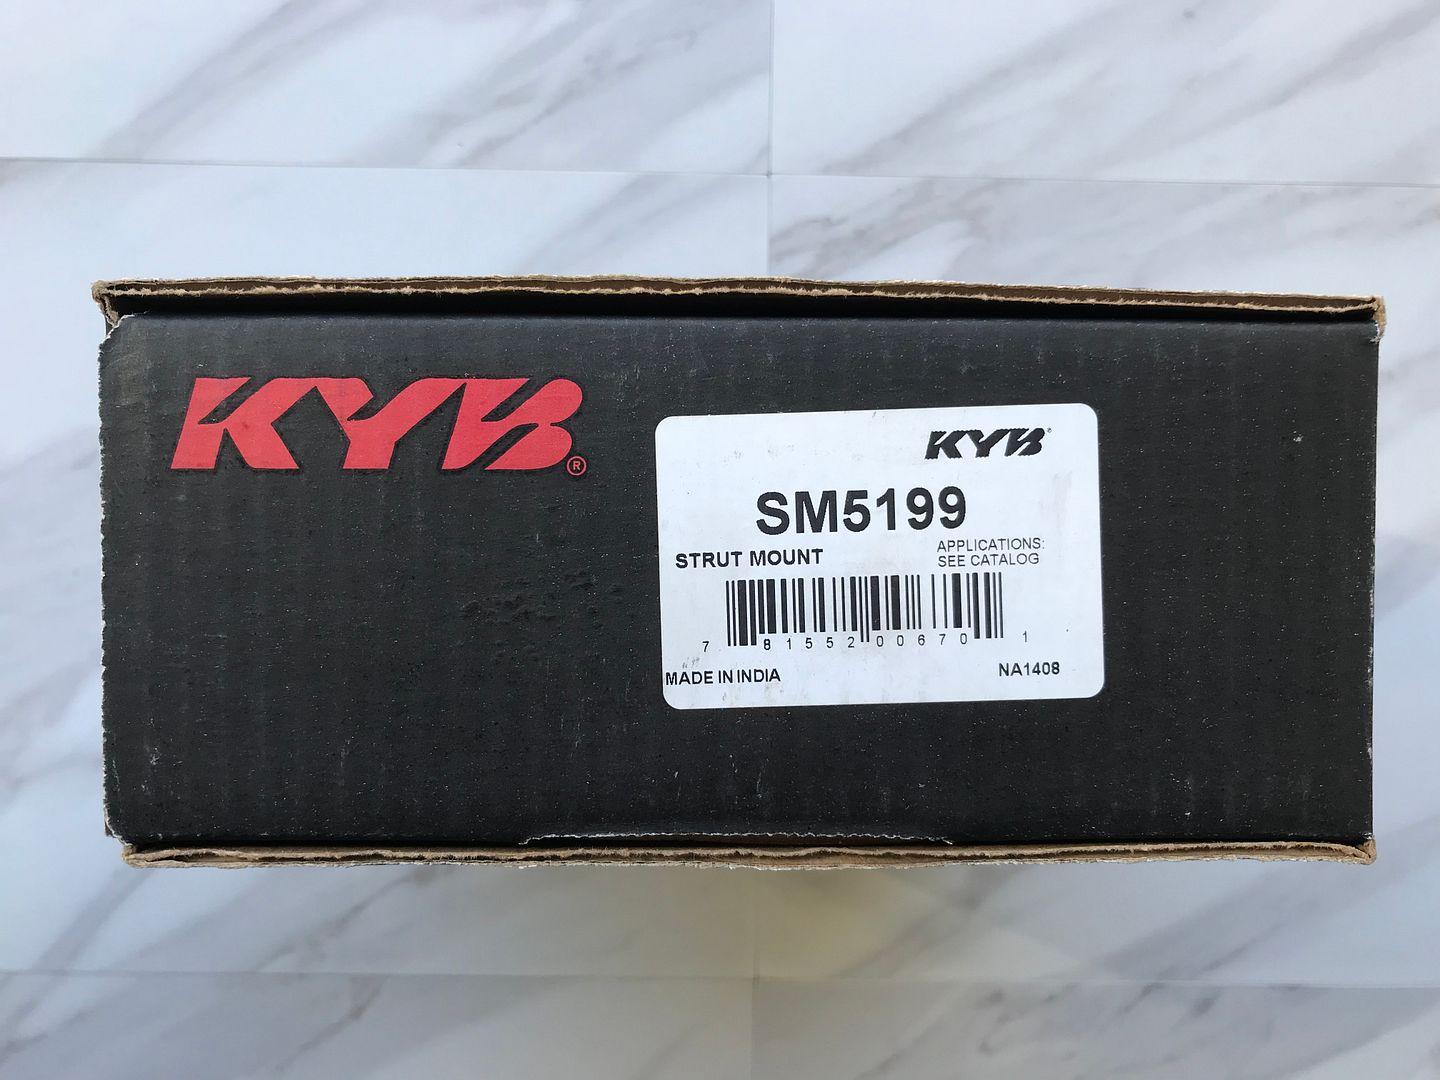 KYB®
KYB®
SM5199
STRUT MOUNT
APPLICATIONS:
SEE CATALOG
7 81552 00670 1
MADE IN INDIA
NA1408